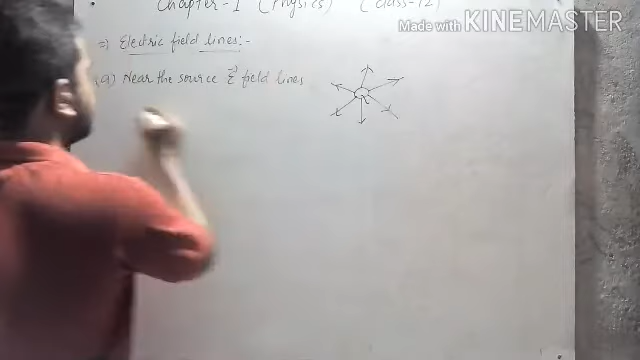 Chapter-1 (Physics) (Class-12)
Made with KINEMASTER
⇒ Electric field lines:-
(a) Near the source E⃗ field lines